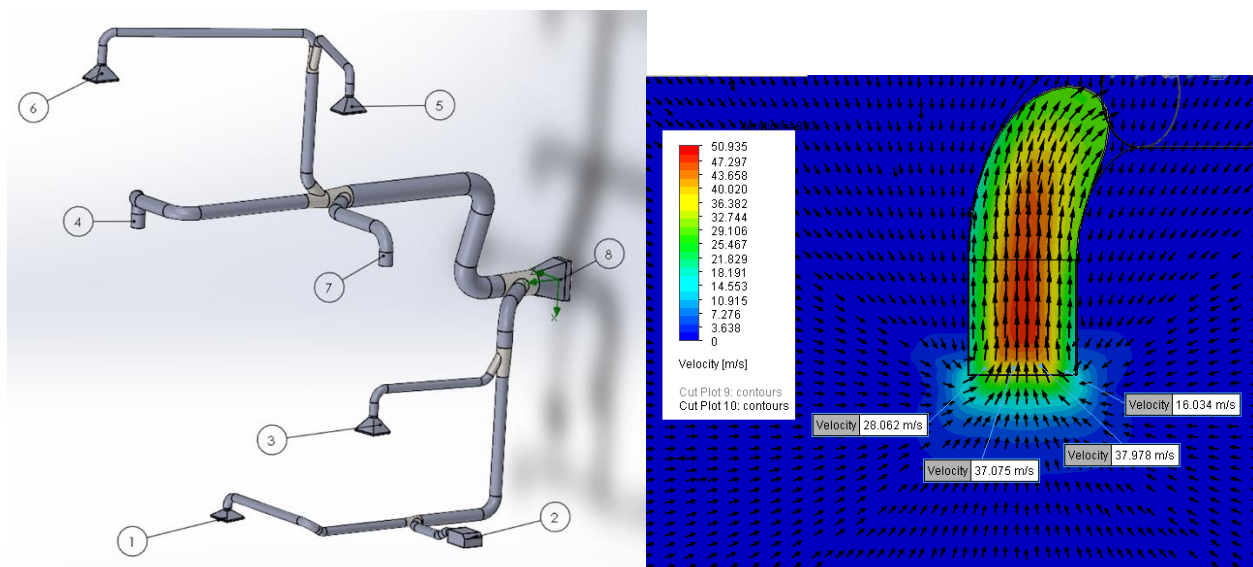 6
5
4
7
8
3
1
2
X
50.935
47.297
43.658
40.020
36.382
32.744
29.106
25.467
21.829
18.191
14.553
10.915
7.276
3.638
0
Velocity [m/s]
Cut Plot 9: contours
Cut Plot 10: contours
Velocity 16.034 m/s
Velocity 28.062 m/s
Velocity 37.978 m/s
Velocity 37.075 m/s